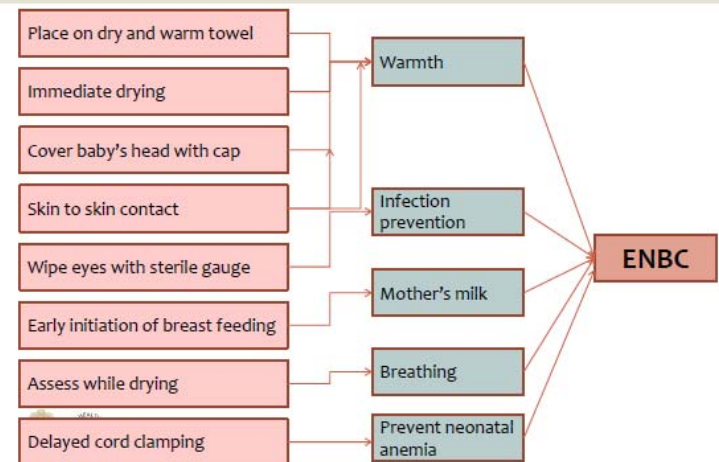 Place on dry and warm towel
Immediate drying
Cover baby's head with cap
Skin to skin contact
Wipe eyes with sterile gauge
Early initiation of breast feeding
Assess while drying
Delayed cord clamping
Warmth
Infection
prevention
Mother's milk
Breathing
Prevent neonatal
anemia
ENBC